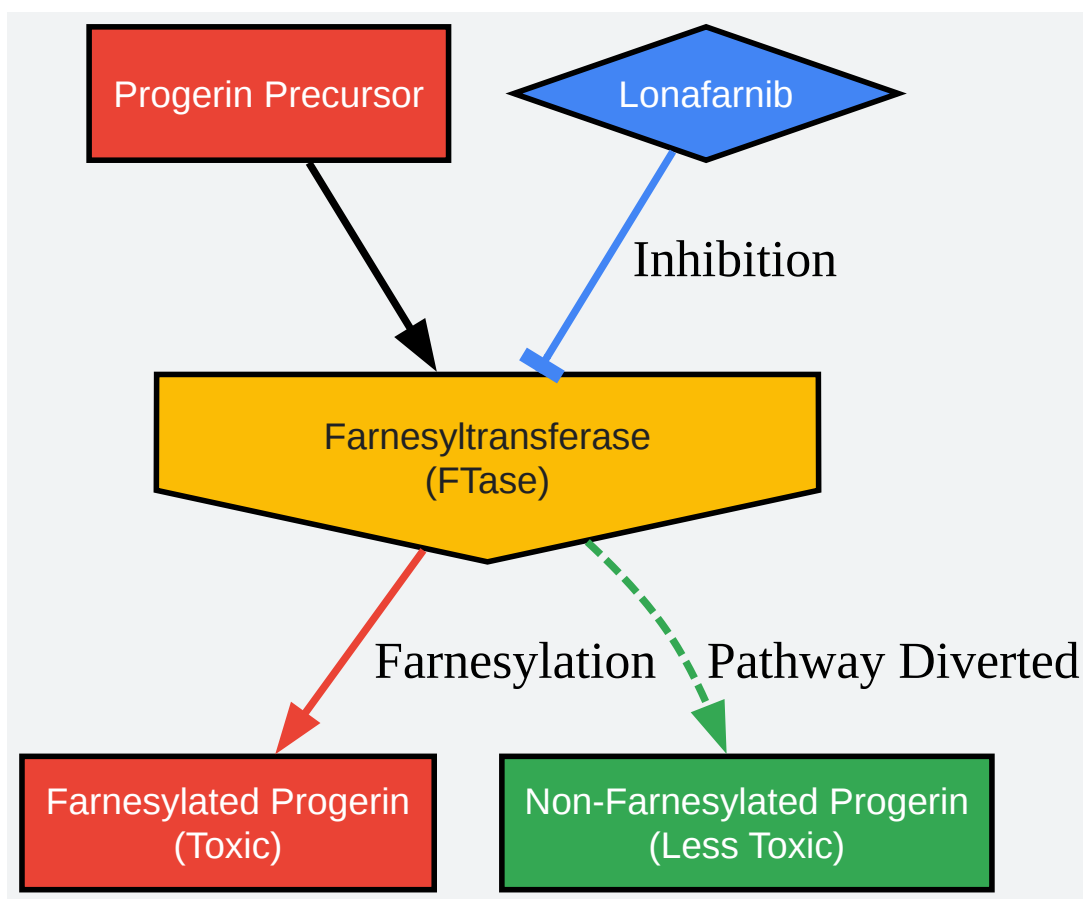 Progerin Precursor
Lonafarnib
Inhibition
Farnesyltransferase
(FTase)
Farnesylation
Pathway Diverted
Farnesylated Progerin
(Toxic)
Non-Farnesylated Progerin
(Less Toxic)